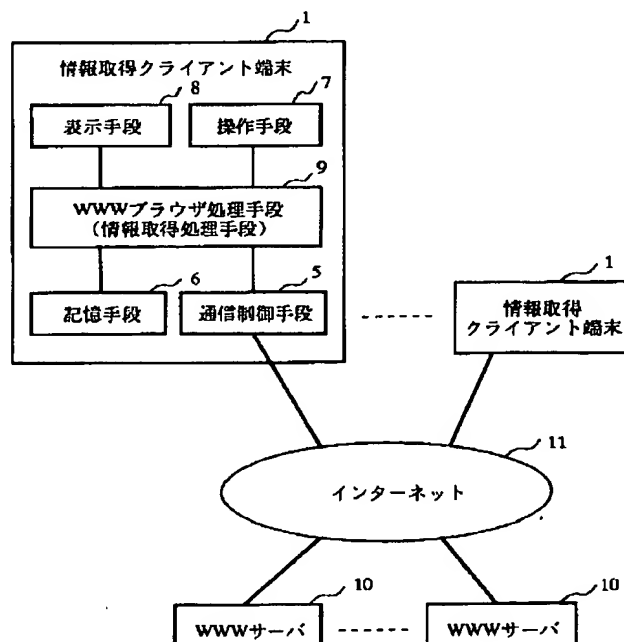 1
情報取得クライアント端末
8
7
表示手段
操作手段
9
WWWブラウザ処理手段
(情報取得処理手段)
6
5
1
記憶手段
通信制御手段
情報取得
クライアント端末
11
インターネット
10
10
WWWサーバ
WWWサーバ